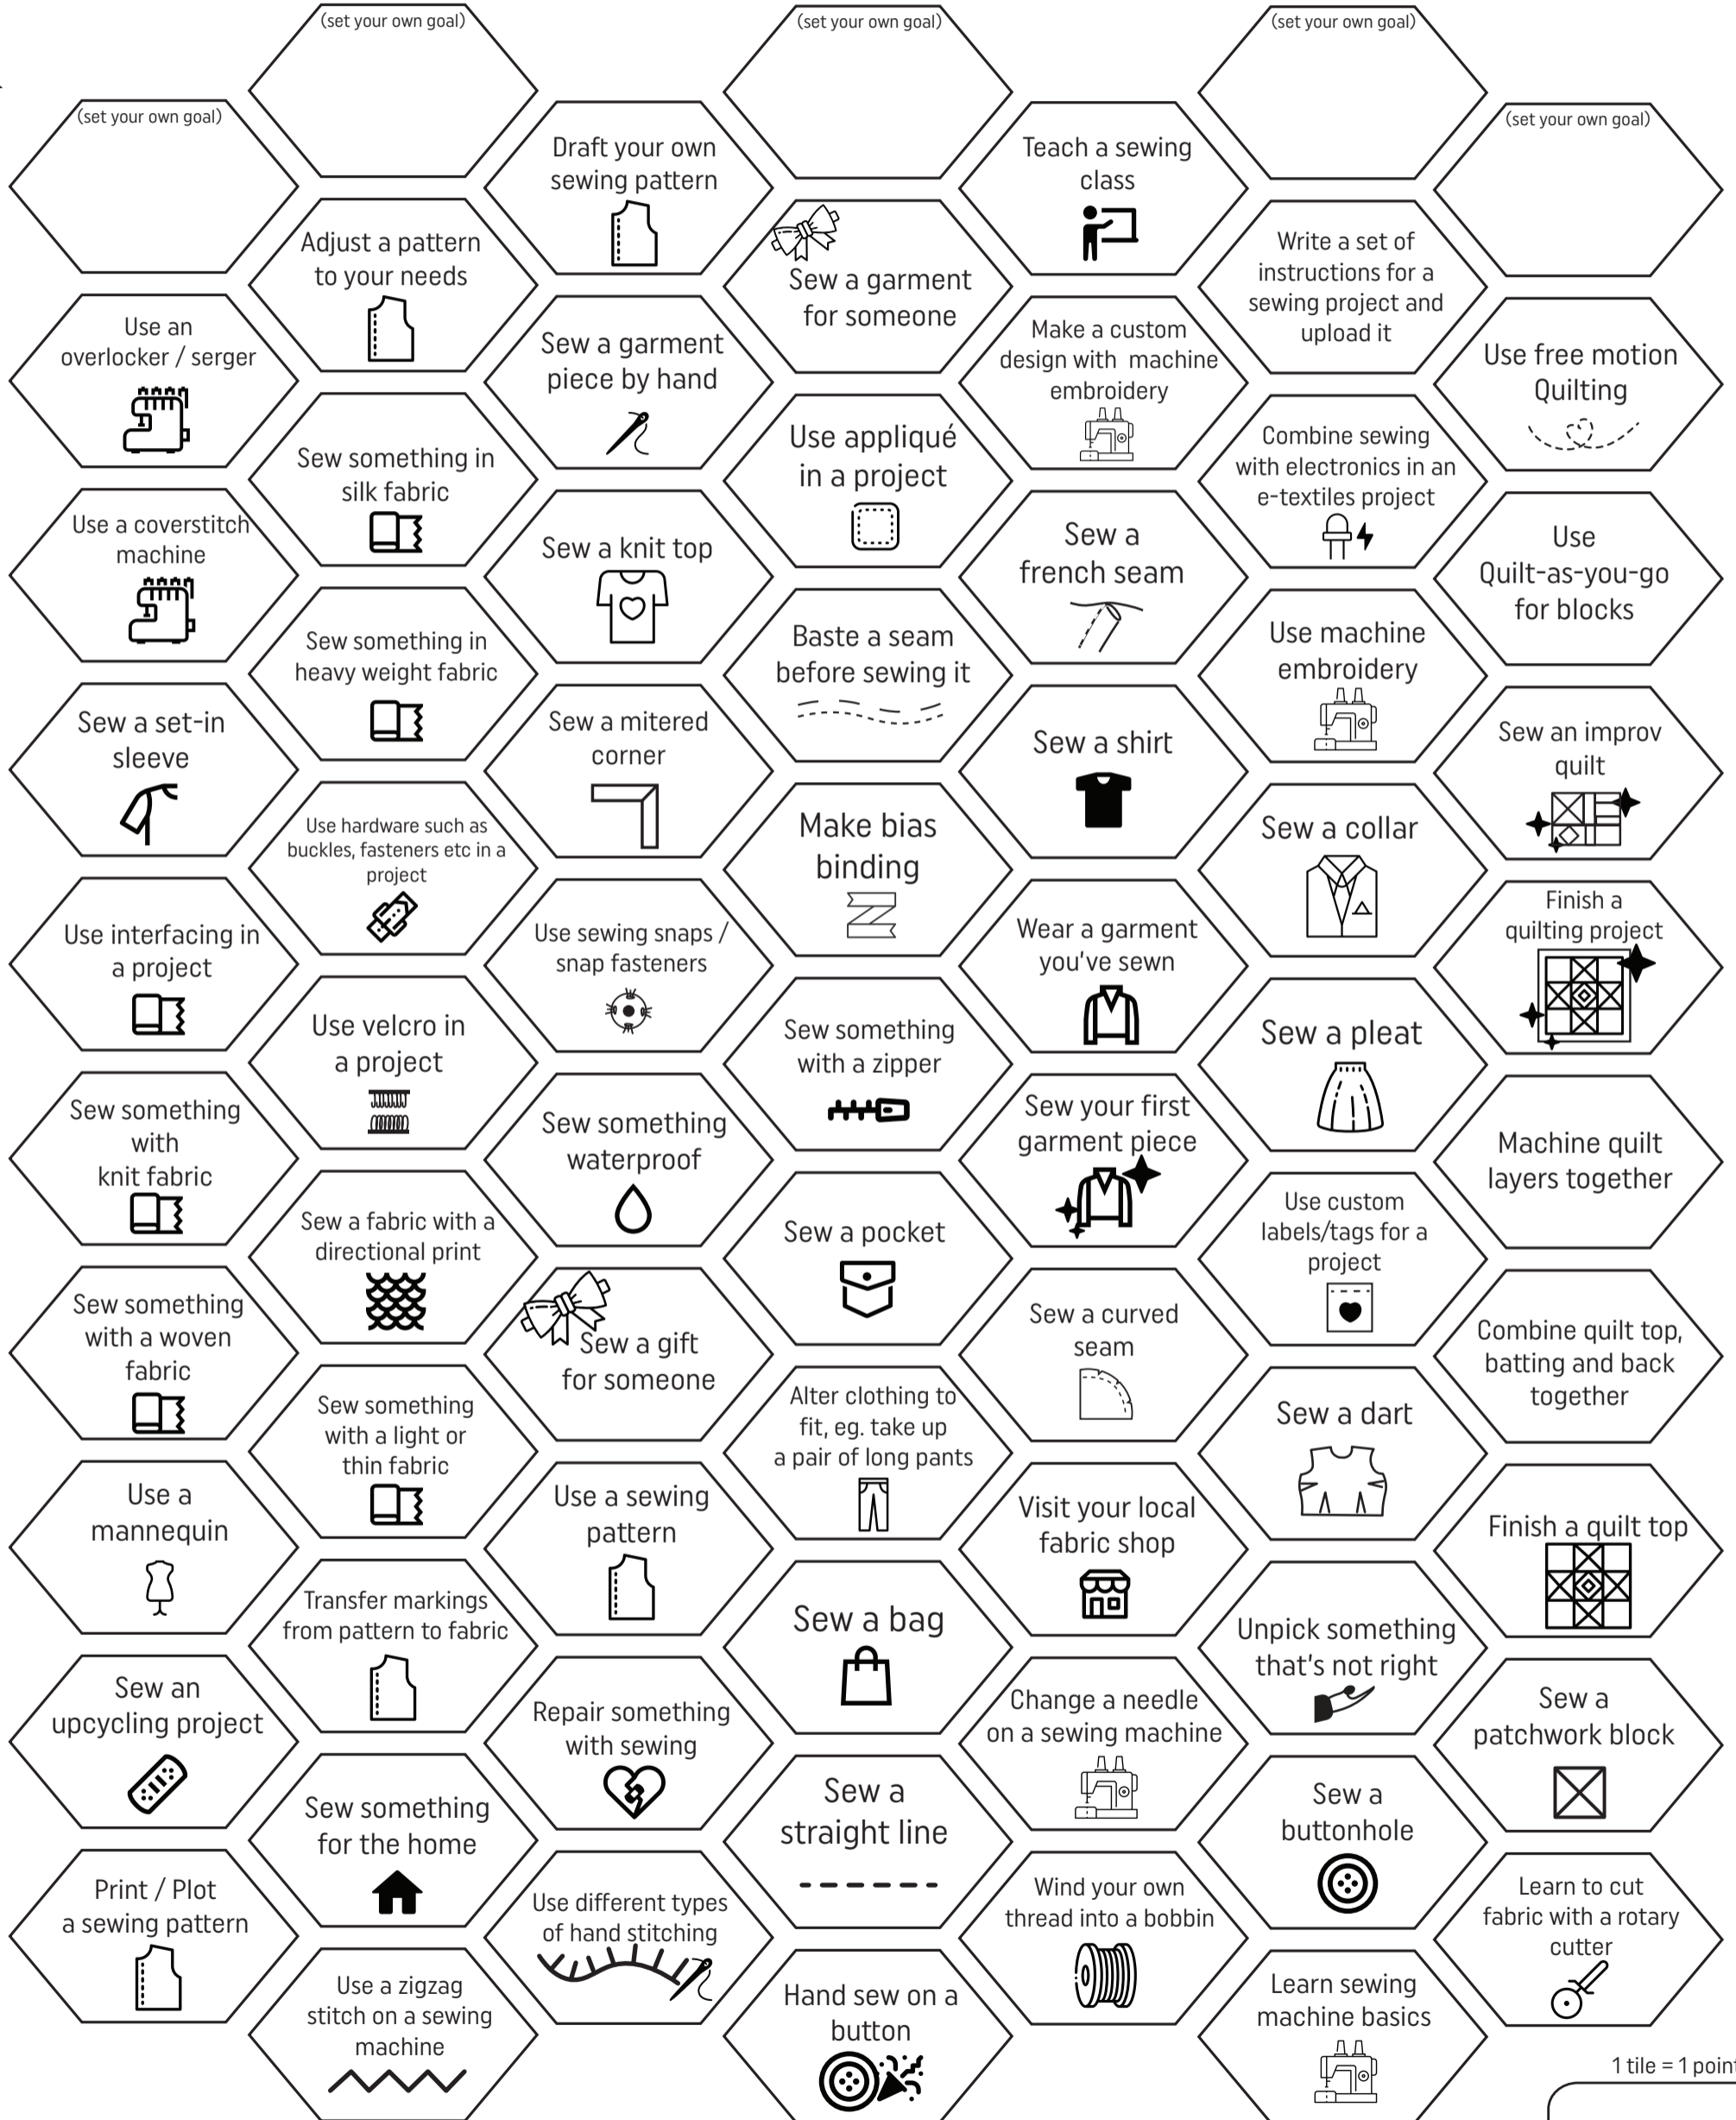 (set your own goal)
(set your own goal)
(set your own goal)
(set your own goal)
(set your own goal)
Draft your own
sewing pattern
Teach a sewing
class
Adjust a pattern
to your needs
Sew a garment
for someone
Write a set of
instructions for a
sewing project and
upload it
Use an
overlocker / serger
Sew a garment
piece by hand
Make a custom
design with machine
embroidery
Use free motion
Quilting
Sew something in
silk fabric
Use appliqué
in a project
Combine sewing
with electronics in an
e-textiles project
Use a coverstitch
machine
Sew a knit top
Sew a
french seam
Use
Quilt-as-you-go
for blocks
Sew something in
heavy weight fabric
Baste a seam
before sewing it
Use machine
embroidery
Sew a set-in
sleeve
Sew a mitered
corner
Sew a shirt
Sew an improv
quilt
Use hardware such as
buckles, fasteners etc in a
project
Make bias
binding
Sew a collar
Use interfacing in
a project
Use sewing snaps /
snap fasteners
Wear a garment
you've sewn
Finish a
quilting project
Use velcro in
a project
Sew something
with a zipper
Sew a pleat
Sew something
with
knit fabric
Sew something
waterproof
Sew your first
garment piece
Machine quilt
layers together
Sew a fabric with a
directional print
Sew a pocket
Use custom
labels/tags for a
project
Sew something
with a woven
fabric
Sew a gift
for someone
Sew a curved
seam
Combine quilt top,
batting and back
together
Sew something
with a light or
thin fabric
Alter clothing to
fit, eg. take up
a pair of long pants
Sew a dart
Use a
mannequin
Use a sewing
pattern
Visit your local
fabric shop
Finish a quilt top
Transfer markings
from pattern to fabric
Sew a bag
Unpick something
that's not right
Sew an
upcycling project
Repair something
with sewing
Change a needle
on a sewing machine
Sew a
patchwork block
Sew something
for the home
Sew a
straight line
Sew a
buttonhole
Print / Plot
a sewing pattern
Use different types
of hand stitching
Wind your own
thread into a bobbin
Learn to cut
fabric with a rotary
cutter
Use a zigzag
stitch on a sewing
machine
Hand sew on a
button
Learn sewing
machine basics
1 tile = 1 point